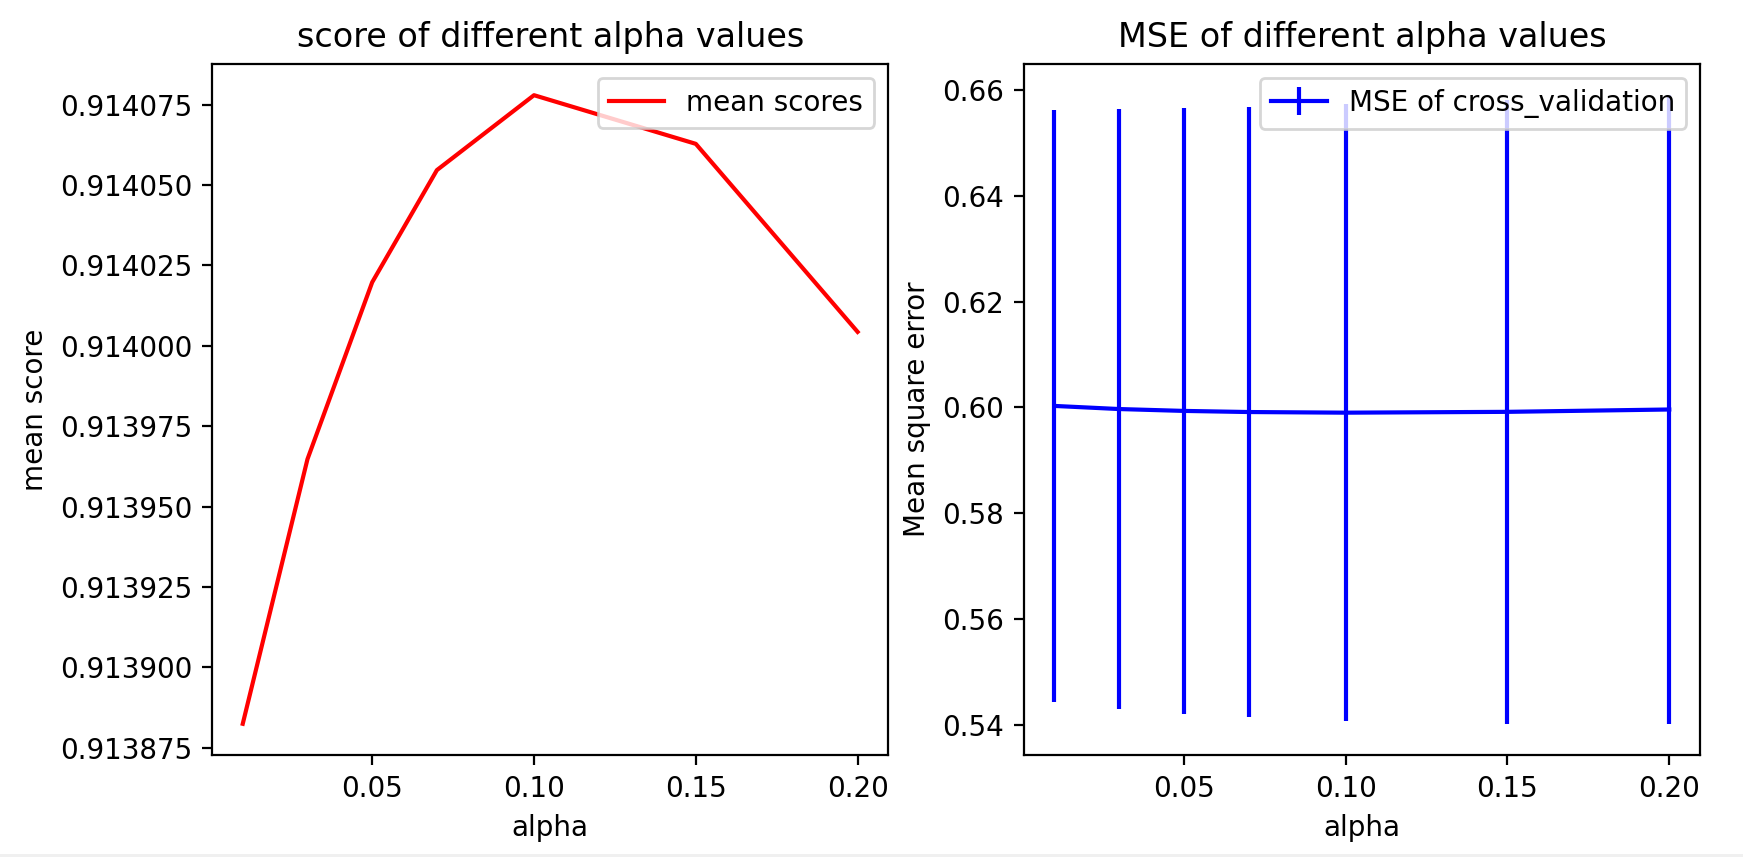 score of different alpha values
mean scores
mean score
0.914075
0.914050
0.914025
0.914000
0.913975
0.913950
0.913925
0.913900
0.913875
0.05 0.10 0.15 0.20
alpha
MSE of different alpha values
MSE of cross_validation
Mean square error
0.66
0.64
0.62
0.60
0.58
0.56
0.54
0.05 0.10 0.15 0.20
alpha